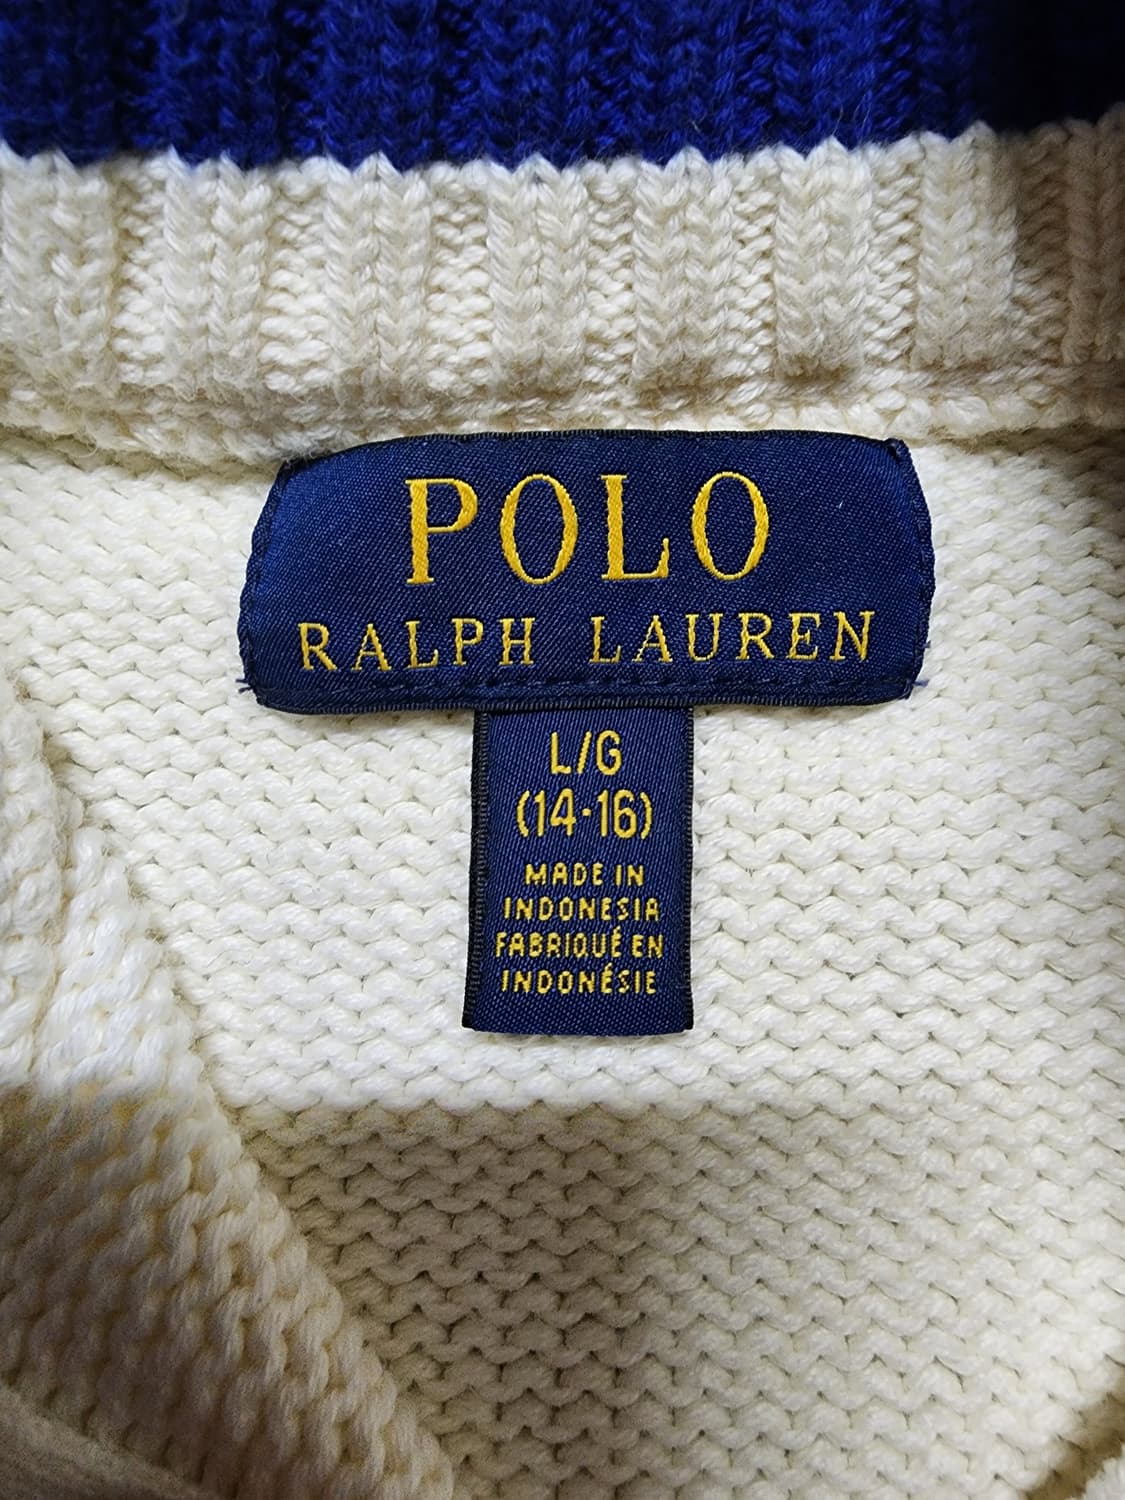 POLO
RALPH LAUREN
L/G
(14-16)
MADE IN
INDONESIA
FABRIQUÉ EN
INDONÉSIE